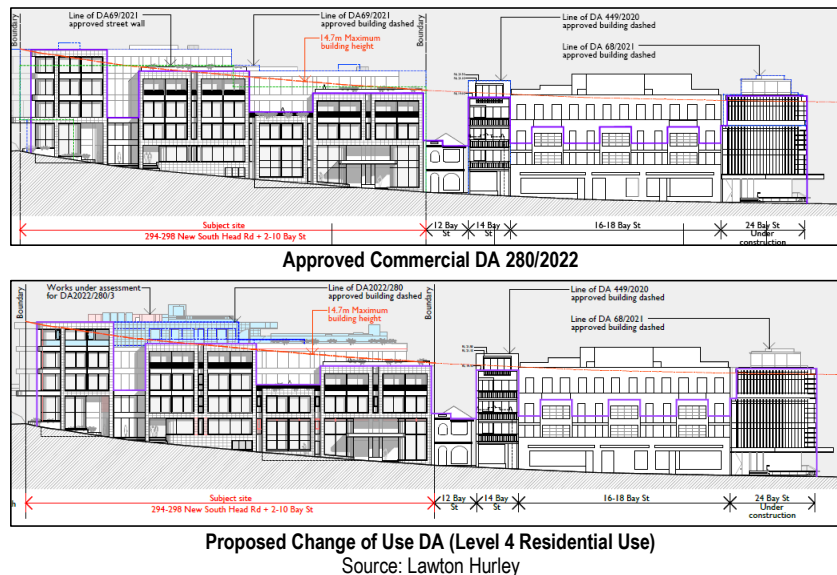 Boundary
Line of DA69/2021
approved street wall
Line of DA69/2021
approved building dashed
14.7m Maximum
building height
Boundary
Line of DA 449/2020
approved building dashed
Line of DA 68/2021
approved building dashed
Subject site
294-298 New South Head Rd + 2-10 Bay St
12 Bay
St
14 Bay
St
16-18 Bay St
24 Bay St
Under
construction
Approved Commercial DA 280/2022
Boundary
Works under assessment
for DA2022/280/3
Line of DA2022/280
approved building dashed
14.7m Maximum
building height
Boundary
Line of DA 449/2020
approved building dashed
Line of DA 68/2021
approved building dashed
h
Subject site
294-298 New South Head Rd + 2-10 Bay St
12 Bay
St
14 Bay
St
16-18 Bay St
24 Bay St
Under
construction
Proposed Change of Use DA (Level 4 Residential Use)
Source: Lawton Hurley